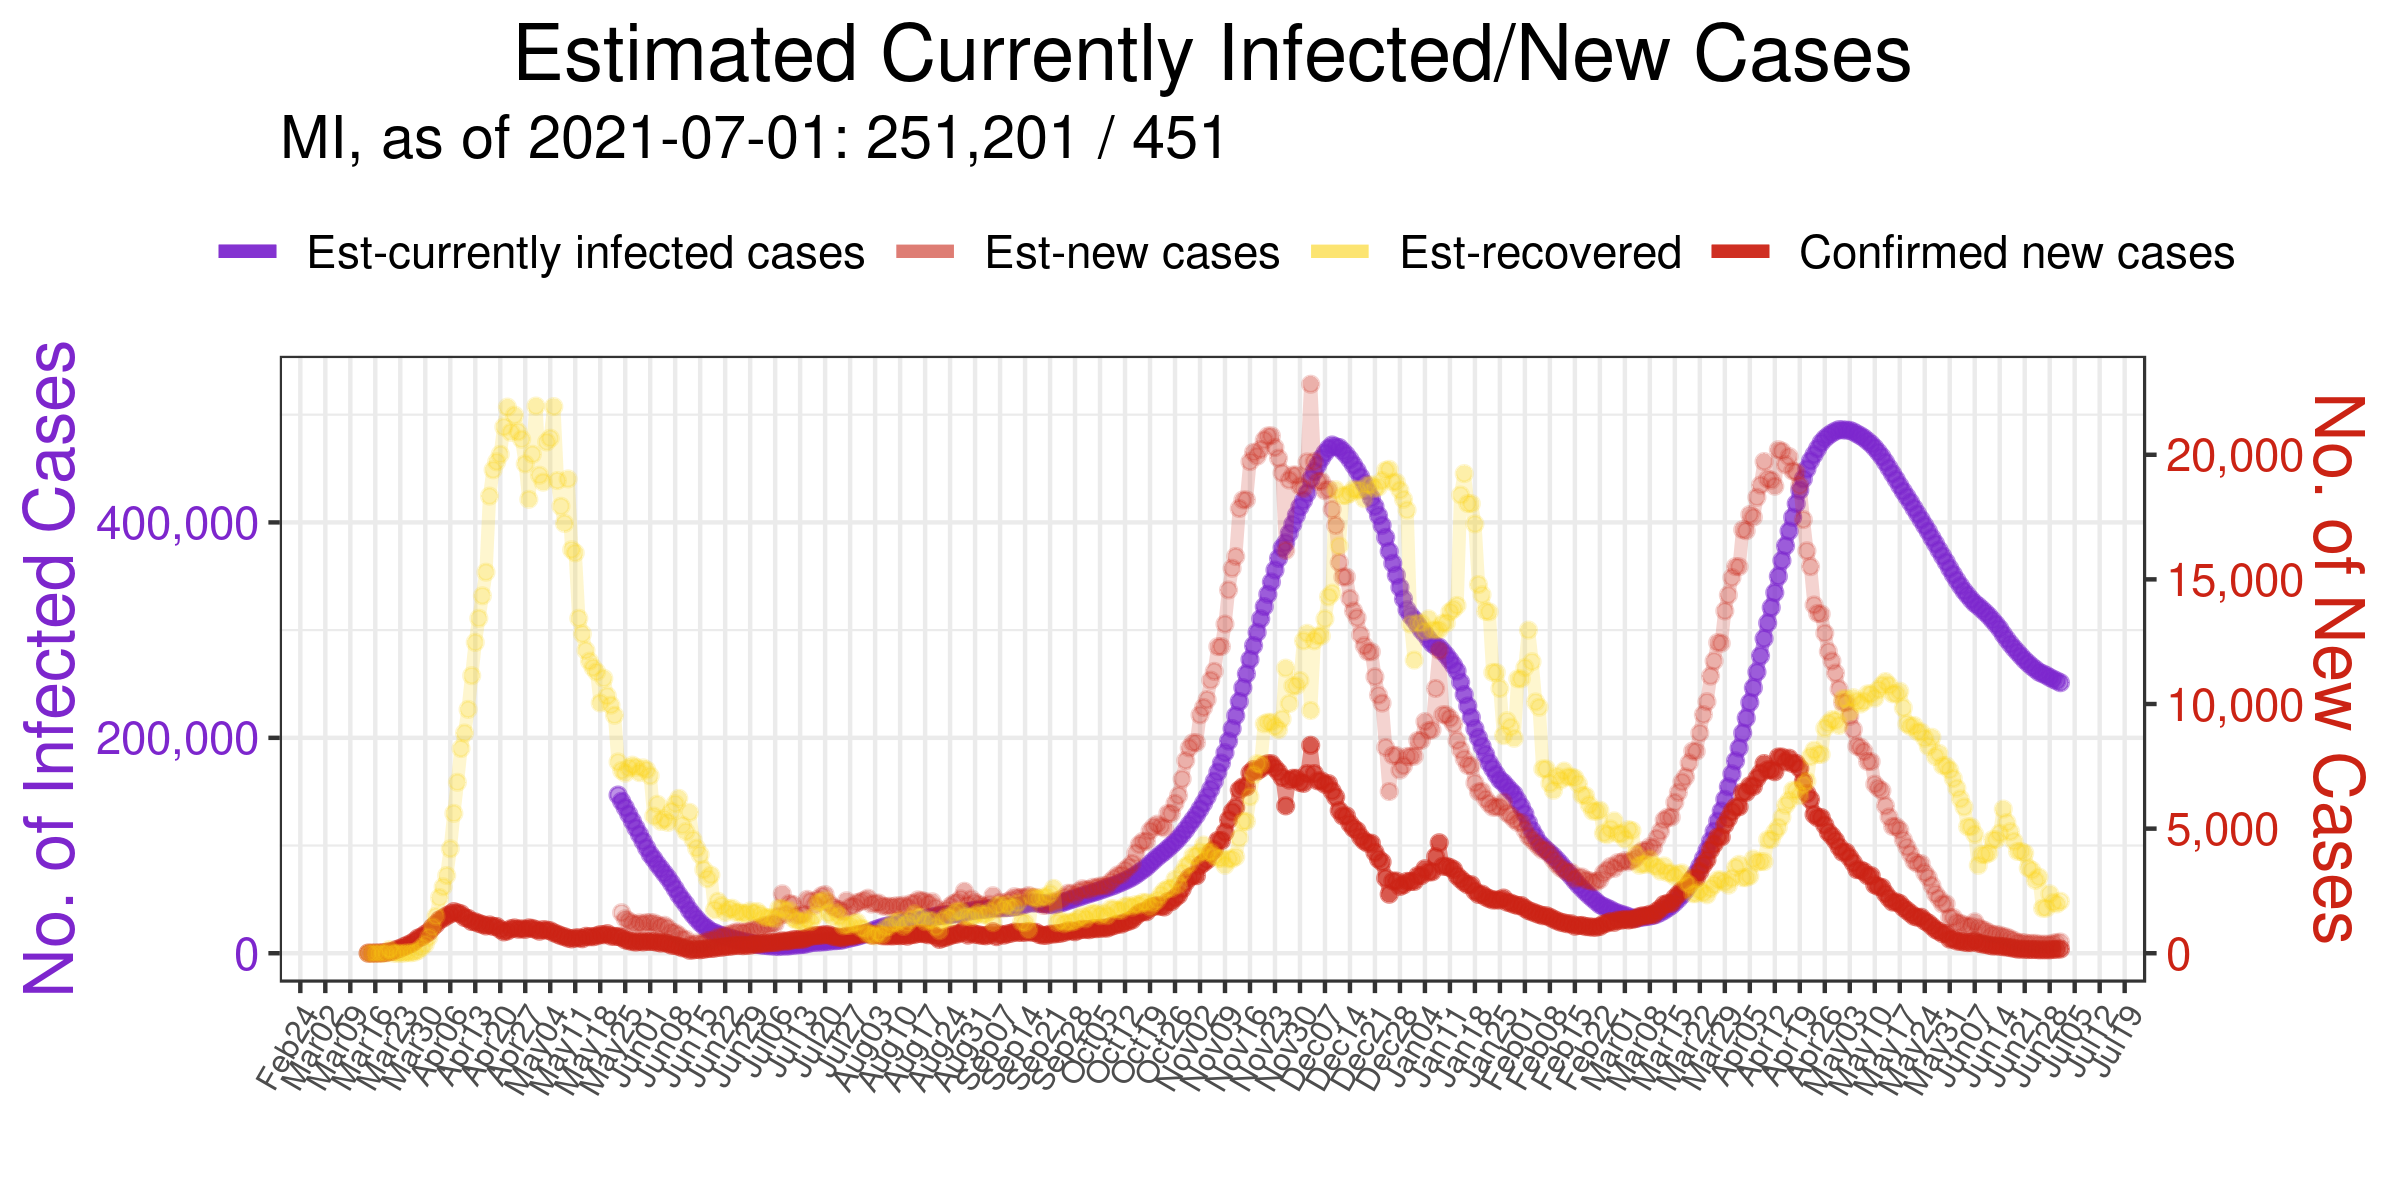 Estimated Currently Infected/New Cases
MI, as of 2021-07-01: 251,201 / 451
Est-currently infected cases
Est-new cases
Est-recovered
Confirmed new cases
No. of Infected Cases
400,000
200,000
0
No. of New Cases
20,000
15,000
10,000
5,000
0
Feb24
Mar02
Mar09
Mar16
Mar23
Mar30
Apr06
Apr13
Apr20
Apr27
May04
May11
May18
May25
Jun01
Jun08
Jun15
Jun22
Jun29
Jul06
Jul13
Jul20
Jul27
Aug03
Aug10
Aug17
Aug24
Aug31
Sep07
Sep14
Sep21
Sep28
Oct05
Oct12
Oct19
Oct26
Nov02
Nov09
Nov16
Nov23
Nov30
Dec07
Dec14
Dec21
Dec28
Jan04
Jan11
Jan18
Jan25
Feb01
Feb08
Feb15
Feb22
Mar01
Mar08
Mar15
Mar22
Mar29
Apr05
Apr12
Apr19
Apr26
May03
May10
May17
May24
May31
Jun07
Jun14
Jun21
Jun28
Jul05
Jul12
Jul19